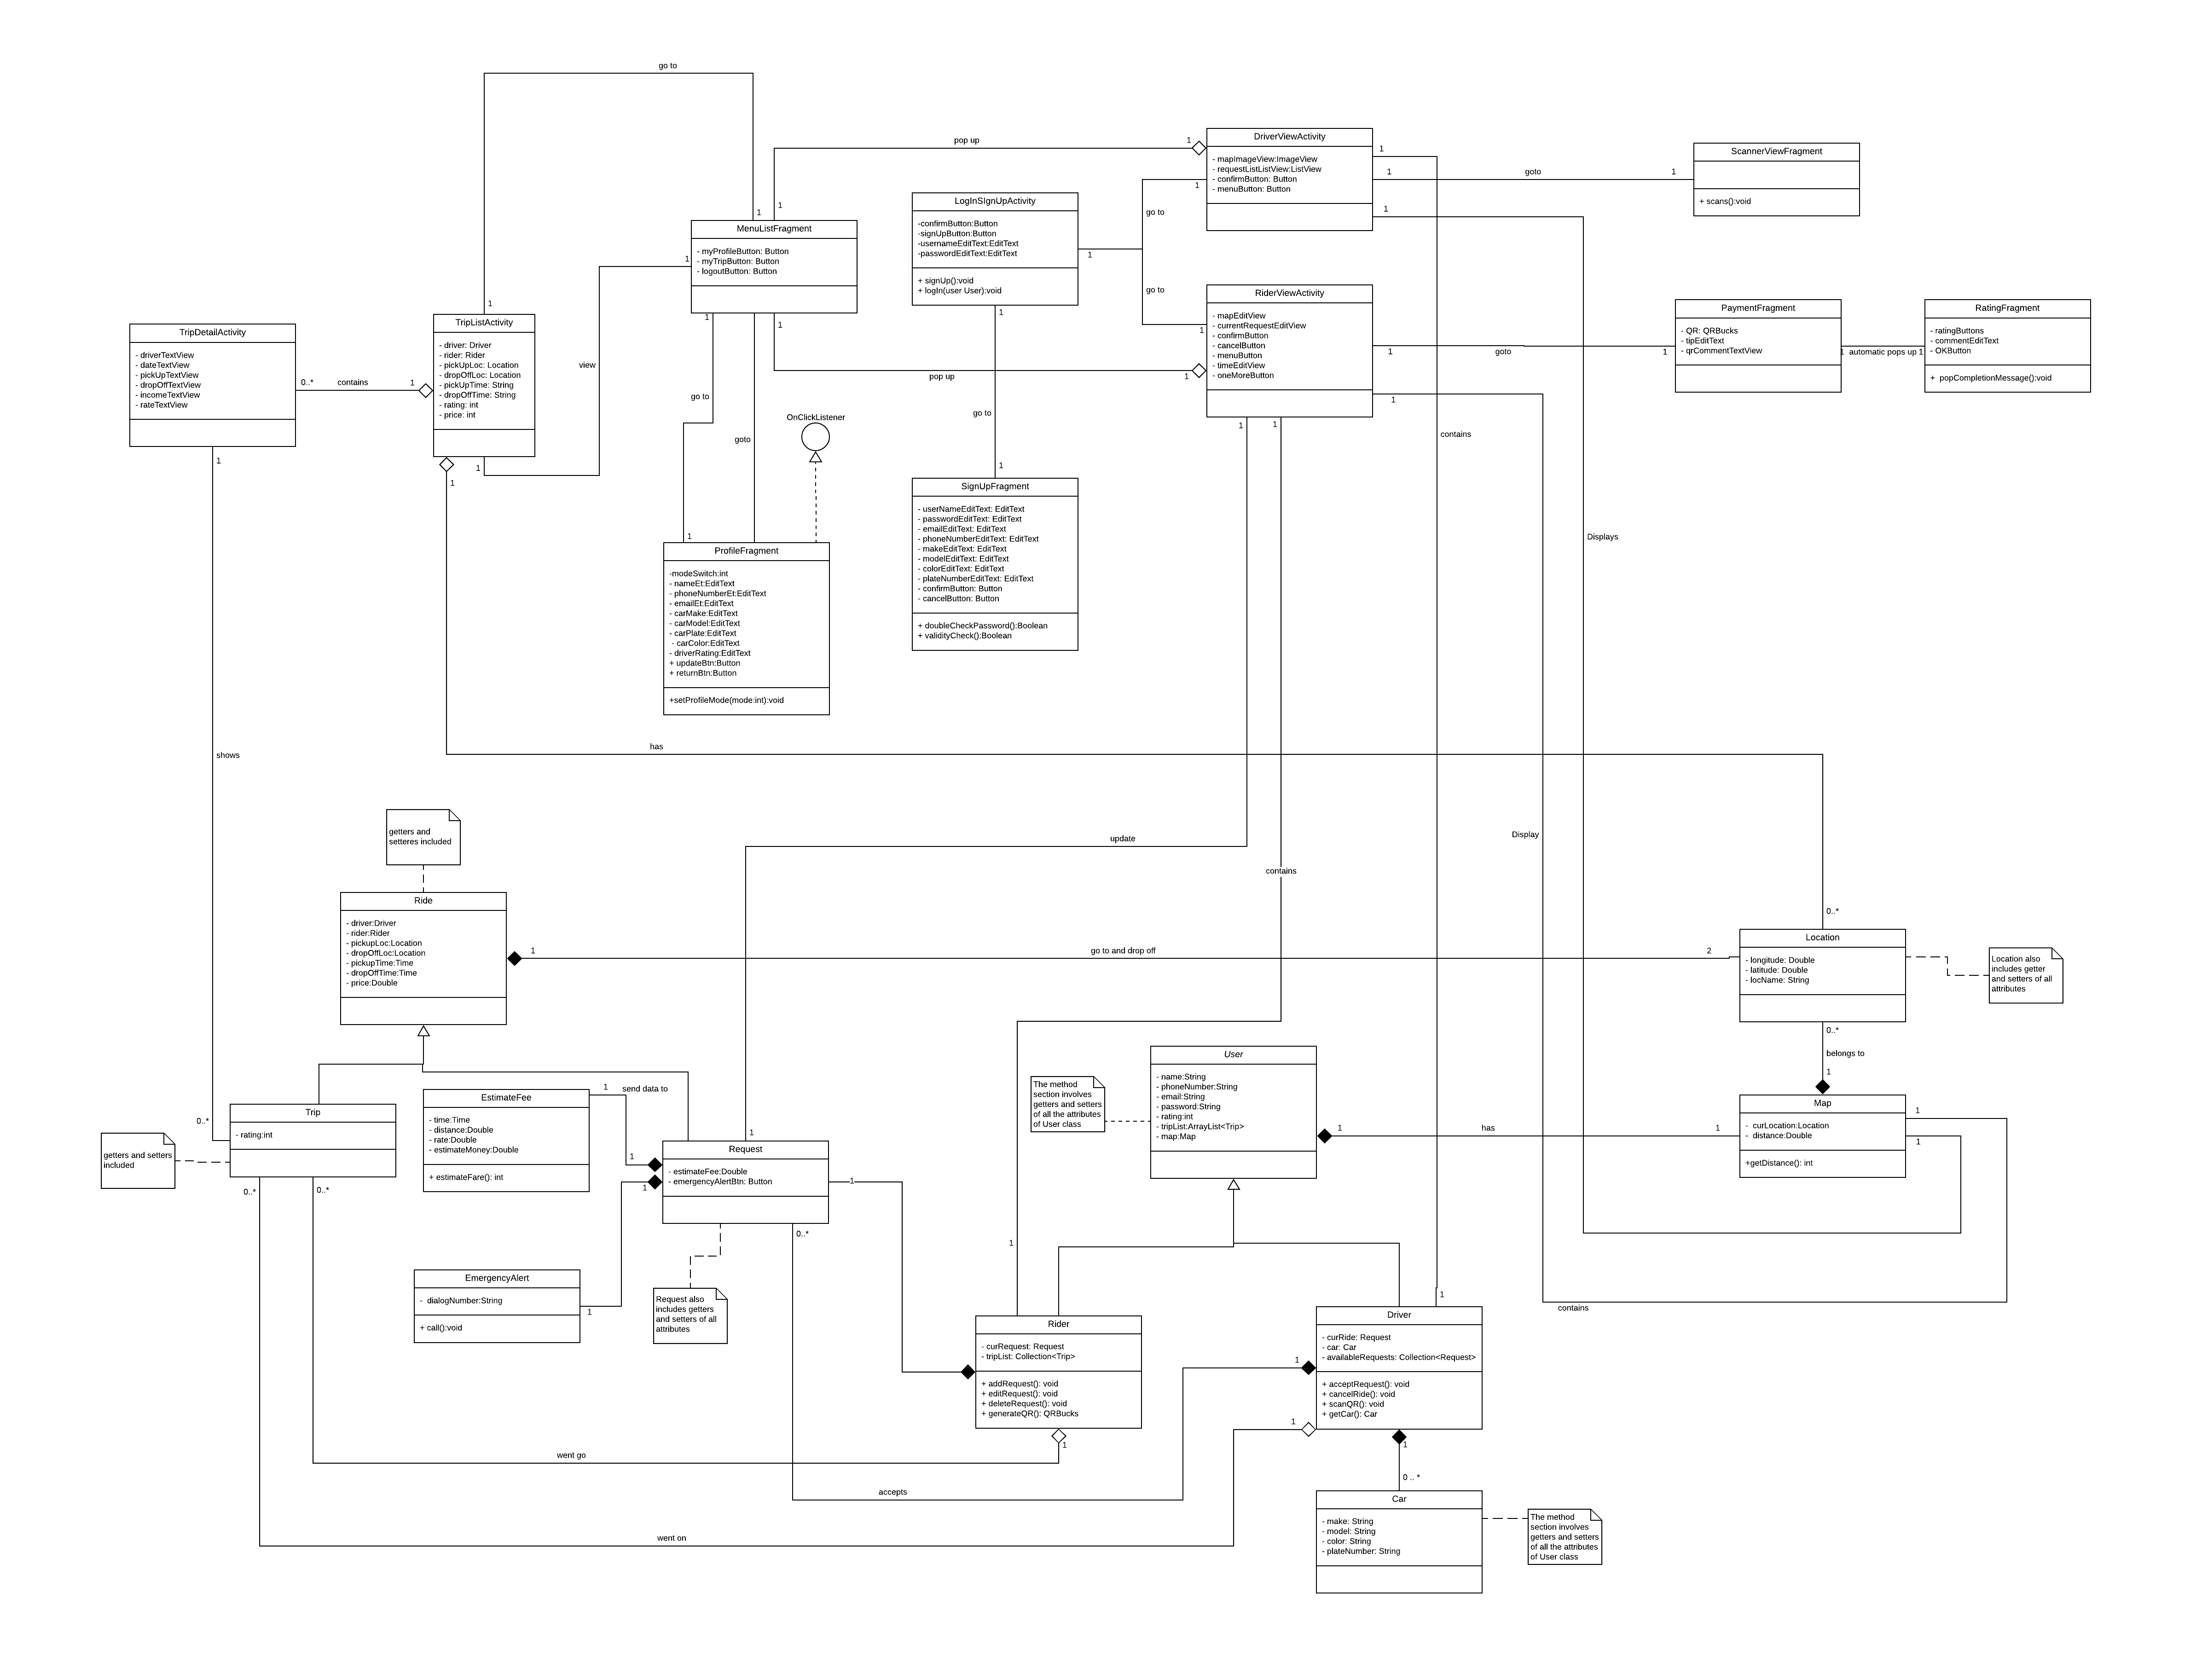 go to
pop up
1
1
1
1
DriverViewActivity
- mapImageView:ImageView
- requestListListView:ListView
- confirmButton: Button
- menuButton: Button
1
1
1
1
goto
1
ScannerViewFragment
+ scans():void
LogInSIgnUpActivity
-confirmButton:Button
-signUpButton:Button
-usernameEditText:EditText
-passwordEditText:EditText
+ signUp():void
+ logIn(user User):void
1
go to
go to
1
1
MenuListFragment
- myProfileButton: Button
- myTripButton: Button
- logoutButton: Button
1
1
1
view
go to
goto
pop up
1
RiderViewActivity
- mapEditView
- currentRequestEditView
- confirmButton
- cancelButton
- menuButton
- timeEditView
- oneMoreButton
1
goto
1
1
1
1
PaymentFragment
- QR: QRBucks
- tipEditText
- qrCommentTextView
1 automatic pops up 1
RatingFragment
- ratingButtons
- commentEditText
- OKButton
+ popCompletionMessage():void
TripDetailActivity
- driverTextView
- dateTextView
- pickUpTextView
- dropOffTextView
- incomeTextView
- rateTextView
0..*
contains
1
1
TripListActivity
- driver: Driver
- rider: Rider
- pickUpLoc: Location
- dropOffLoc: Location
- pickUpTime: String
- dropOffTime: String
- rating: int
- price: int
1
1
OnClickListener
go to
1
contains
SignUpFragment
- userNameEditText: EditText
- passwordEditText: EditText
- emailEditText: EditText
- phoneNumberEditText: EditText
- makeEditText: EditText
- modelEditText: EditText
- colorEditText: EditText
- plateNumberEditText: EditText
- confirmButton: Button
- cancelButton: Button
+ doubleCheckPassword():Boolean
+ validityCheck():Boolean
1
ProfileFragment
-modeSwitch:int
- nameEt:EditText
- phoneNumberEt:EditText
- emailEt:EditText
- carMake:EditText
- carModel:EditText
- carPlate:EditText
- carColor:EditText
- driverRating:EditText
+ updateBtn:Button
+ returnBtn:Button
+setProfileMode(mode:int):void
Displays
shows
has
getters and
setteres included
update
Display
contains
Ride
- driver:Driver
- rider:Rider
- pickupLoc:Location
- dropOffLoc:Location
- pickupTime:Time
- dropOffTime:Time
- price:Double
1
go to and drop off
2
0..*
Location
- longitude: Double
- latitude: Double
- locName: String
Location also
includes getter
and setters of all
attributes
0..*
belongs to
1
Map
- curLocation:Location
- distance:Double
+getDistance(): int
1
1
User
- name:String
- phoneNumber:String
- email:String
- password:String
- rating:int
- tripList:ArrayList<Trip>
- map:Map
The method
section involves
getters and setters
of all the attributes
of User class
1
has
1
0..*
Trip
- rating:int
getters and setters
included
0..*
0..*
EstimateFee
- time:Time
- distance:Double
- rate:Double
- estimateMoney:Double
+ estimateFare(): int
1
send data to
1
1
1
Request
- estimateFee:Double
- emergencyAlertBtn: Button
1
0..*
EmergencyAlert
- dialogNumber:String
+ call():void
1
Request also
includes getters
and setters of all
attributes
1
Rider
- curRequest: Request
- tripList: Collection<Trip>
+ addRequest(): void
+ editRequest(): void
+ deleteRequest(): void
+ generateQR(): QRBucks
1
1
Driver
- curRide: Request
- car: Car
- availableRequests: Collection<Request>
+ acceptRequest(): void
+ cancelRide(): void
+ scanQR(): void
+ getCar(): Car
1
1
contains
1
0 .. *
went go
accepts
went on
Car
- make: String
- model: String
- color: String
- plateNumber: String
The method
section involves
getters and setters
of all the attributes
of User class